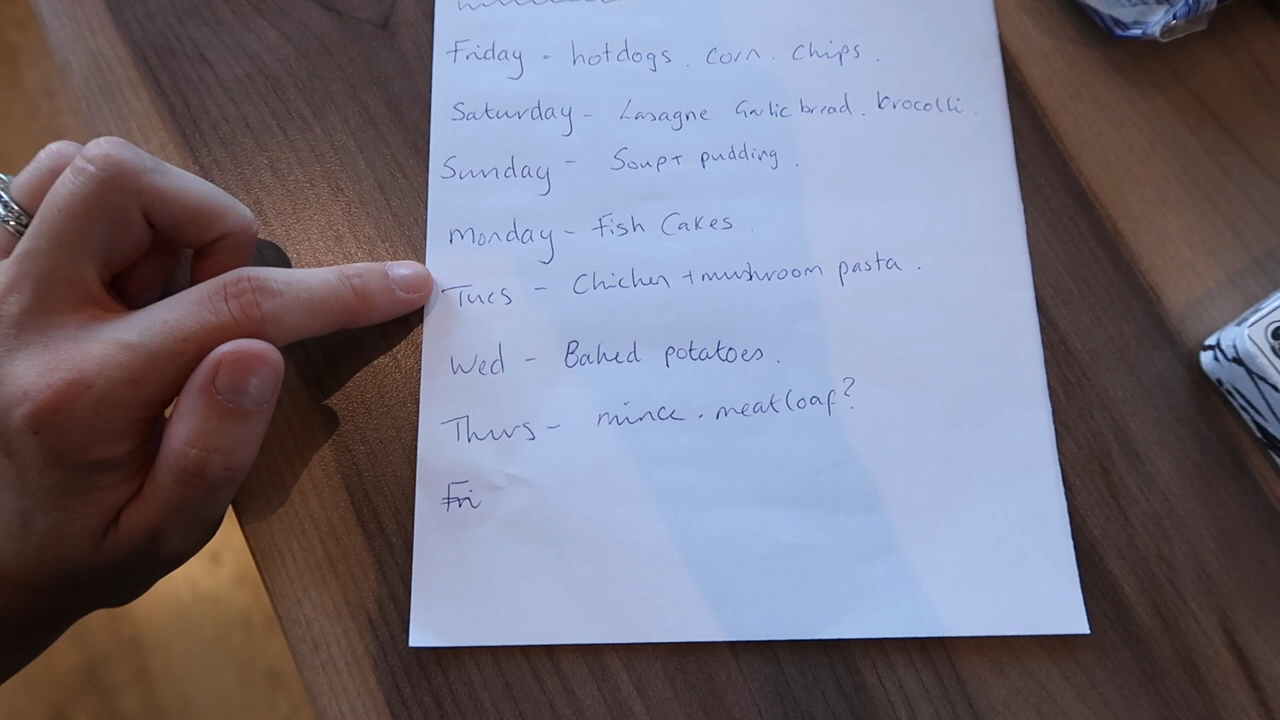 Friday - hotdogs. corn. chips.
Saturday - Lasagne Garlic bread. brocolli.
Sunday - Soup + pudding.
Monday - Fish Cakes.
Tues - Chicken + mushroom pasta.
Wed - Baked potatoes.
Thurs - mince. meatloaf?
Fri